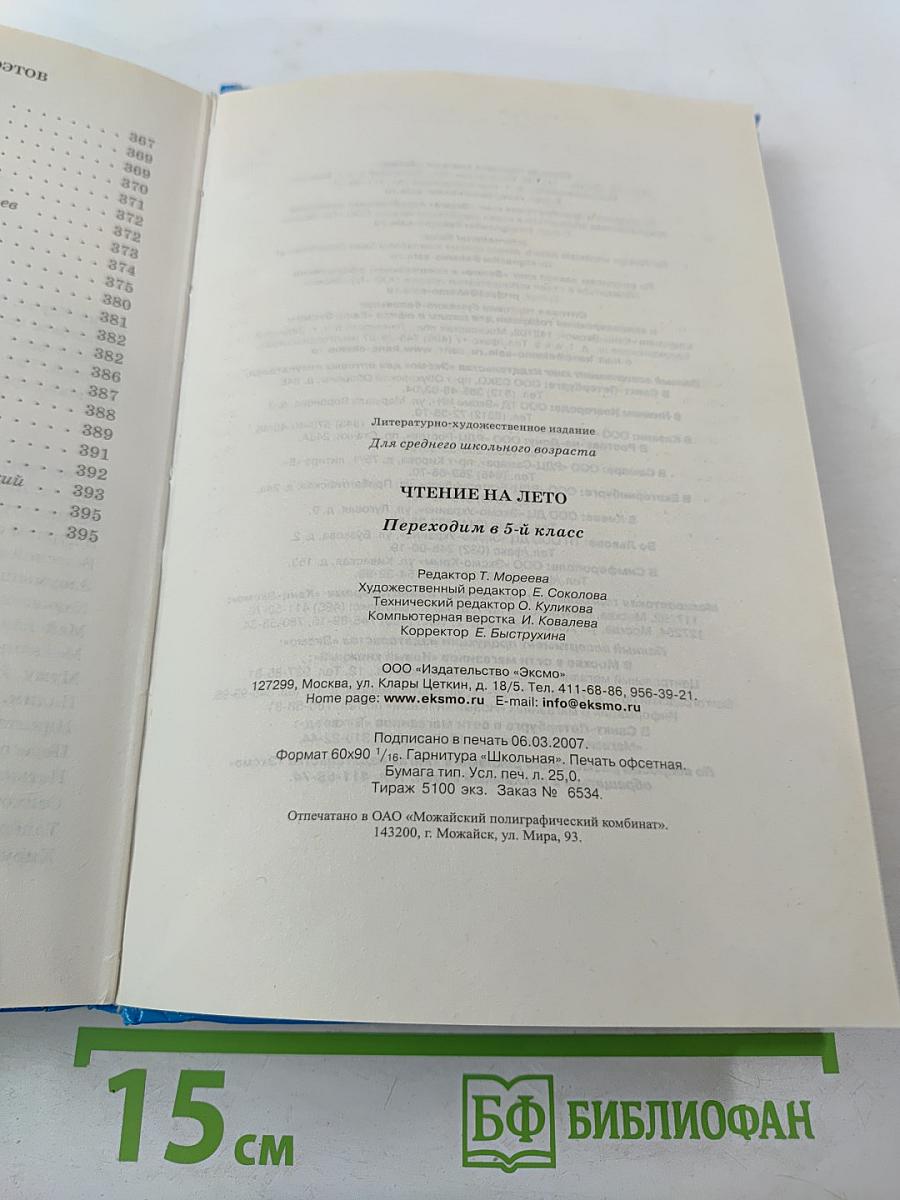 367
369
369
370
371
372
372
373
374
375
380
381
382
382
386
387
388
389
391
392
393
395
395
Литературно-художественное издание
Для среднего школьного возраста
ЧТЕНИЕ НА ЛЕТО
Переходим в 5-й класс
Редактор Т. Мореева
Художественный редактор Е. Соколова
Технический редактор О. Куликова
Компьютерная верстка И. Ковалева
Корректор Е. Быструхина
ООО «Издательство «Эксмо»
127299, Москва, ул. Клары Цеткин, д. 18/5. Тел. 411-68-86, 956-39-21.
Home page: www.eksmo.ru E-mail: info@eksmo.ru
Подписано в печать 06.03.2007.
Формат 60x90 1/16. Гарнитура «Школьная». Печать офсетная.
Бумага тип. Усл. печ. л. 25,0.
Тираж 5100 экз. Заказ № 6534.
Отпечатано в ОАО «Можайский полиграфический комбинат».
143200, г. Можайск, ул. Мира, 93.
15 см
БФ БИБЛИОФАН